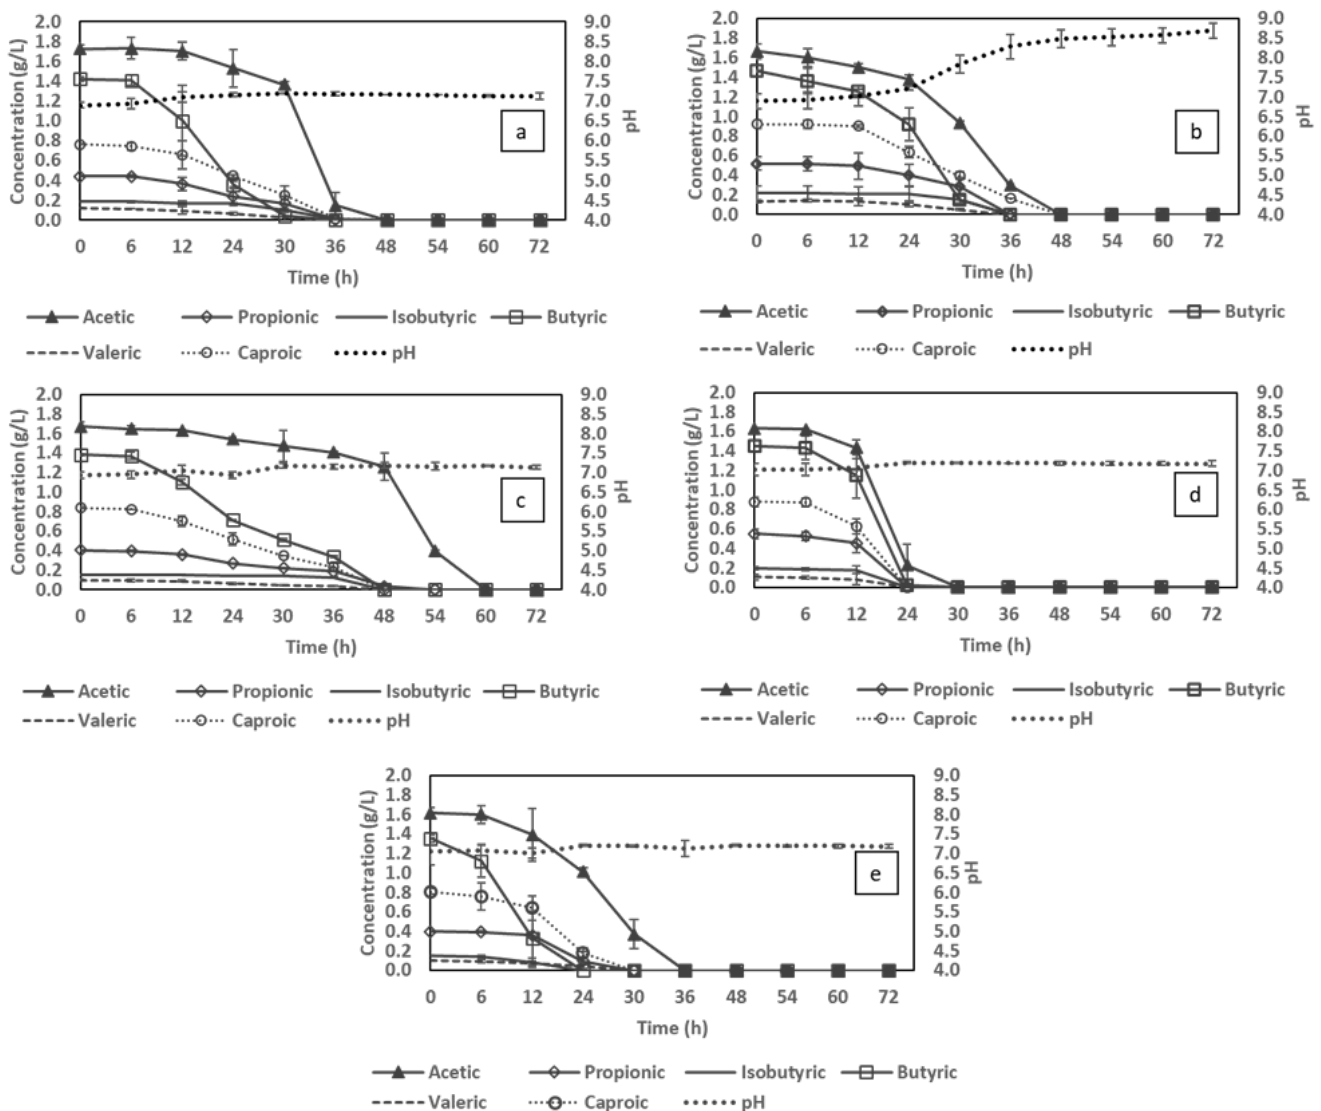 2.0 9.0
1.8 8.5
1.6 8.0
1.4 7.5
1.2 7.0
1.0 6.5
0.8 6.0
0.6 5.5
0.4 5.0
0.2 4.5
0.0 4.0
Concentration (g/L)
pH
a
0 6 12 24 30 36 48 54 60 72
Time (h)
Acetic Propionic Isobutyric Butyric
Valeric Caproic pH
2.0 9.0
1.8 8.5
1.6 8.0
1.4 7.5
1.2 7.0
1.0 6.5
0.8 6.0
0.6 5.5
0.4 5.0
0.2 4.5
0.0 4.0
Concentration (g/L)
pH
b
0 6 12 24 30 36 48 54 60 72
Time (h)
Acetic Propionic Isobutyric Butyric
Valeric Caproic pH
2.0 9.0
1.8 8.5
1.6 8.0
1.4 7.5
1.2 7.0
1.0 6.5
0.8 6.0
0.6 5.5
0.4 5.0
0.2 4.5
0.0 4.0
Concentration (g/L)
pH
c
0 6 12 24 30 36 48 54 60 72
Time (h)
Acetic Propionic Isobutyric Butyric
Valeric Caproic pH
2.0 9.0
1.8 8.5
1.6 8.0
1.4 7.5
1.2 7.0
1.0 6.5
0.8 6.0
0.6 5.5
0.4 5.0
0.2 4.5
0.0 4.0
Concentration (g/L)
pH
d
0 6 12 24 30 36 48 54 60 72
Time (h)
Acetic Propionic Isobutyric Butyric
Valeric Caproic pH
2.0 9.0
1.8 8.5
1.6 8.0
1.4 7.5
1.2 7.0
1.0 6.5
0.8 6.0
0.6 5.5
0.4 5.0
0.2 4.5
0.0 4.0
Concentration (g/L)
pH
e
0 6 12 24 30 36 48 54 60 72
Time (h)
Acetic Propionic Isobutyric Butyric
Valeric Caproic pH